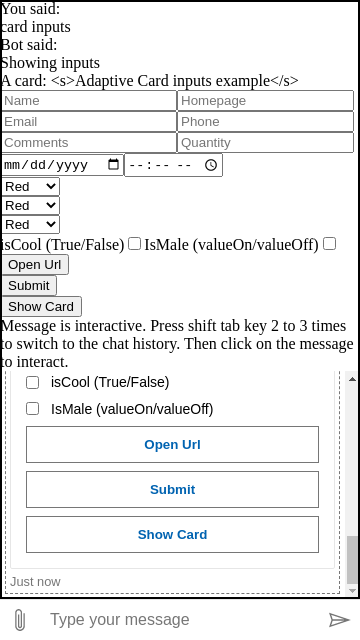 You said:
card inputs
Bot said:
Showing inputs
A card: <s>Adaptive Card inputs example</s>
Name Homepage
Email Phone
Comments Quantity
mm/dd/yyyy --:-- --
Red
Red
Red
isCool (True/False) IsMale (valueOn/valueOff)
Open Url
Submit
Show Card
Message is interactive. Press shift tab key 2 to 3 times
to switch to the chat history. Then click on the message
to interact.
isCool (True/False)
IsMale (valueOn/valueOff)
Open Url
Submit
Show Card
Just now
Type your message